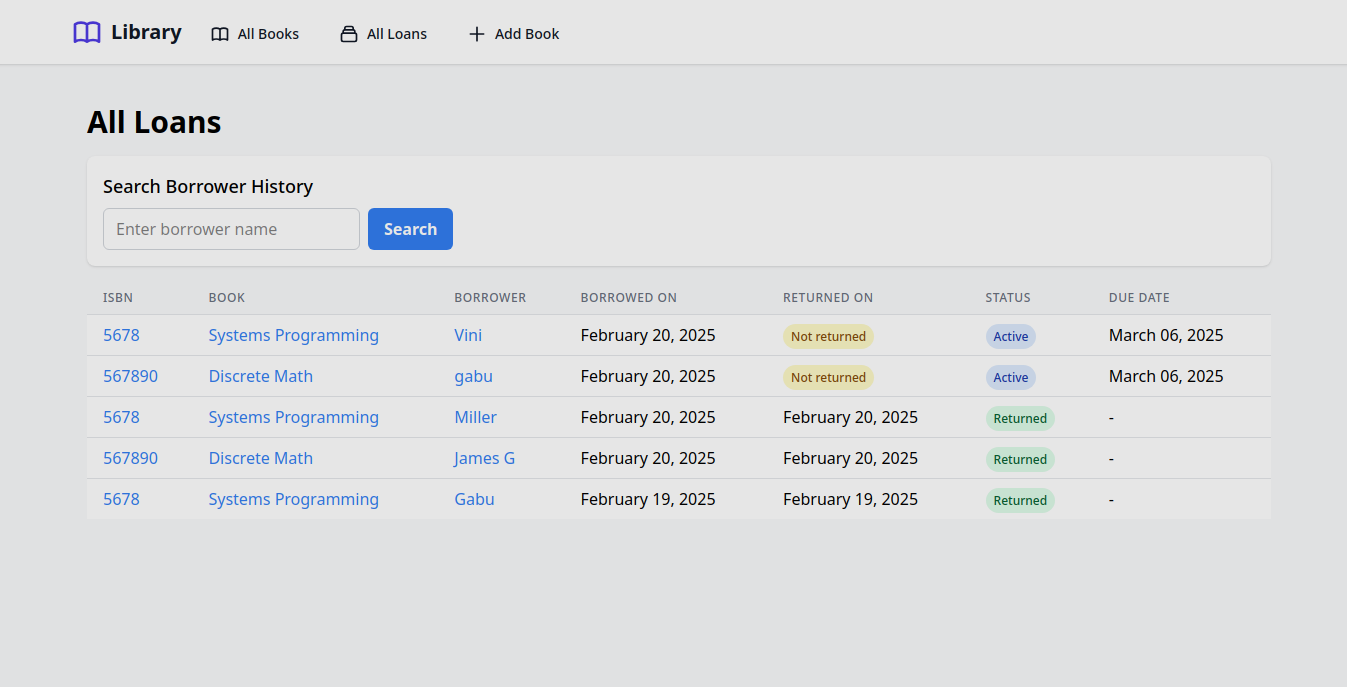 Library All Books All Loans Add Book
All Loans
Search Borrower History
Enter borrower name Search
ISBN BOOK BORROWER BORROWED ON RETURNED ON STATUS DUE DATE
5678 Systems Programming Vini February 20, 2025 Not returned Active March 06, 2025
567890 Discrete Math gabu February 20, 2025 Not returned Active March 06, 2025
5678 Systems Programming Miller February 20, 2025 February 20, 2025 Returned -
567890 Discrete Math James G February 20, 2025 February 20, 2025 Returned -
5678 Systems Programming Gabu February 19, 2025 February 19, 2025 Returned -